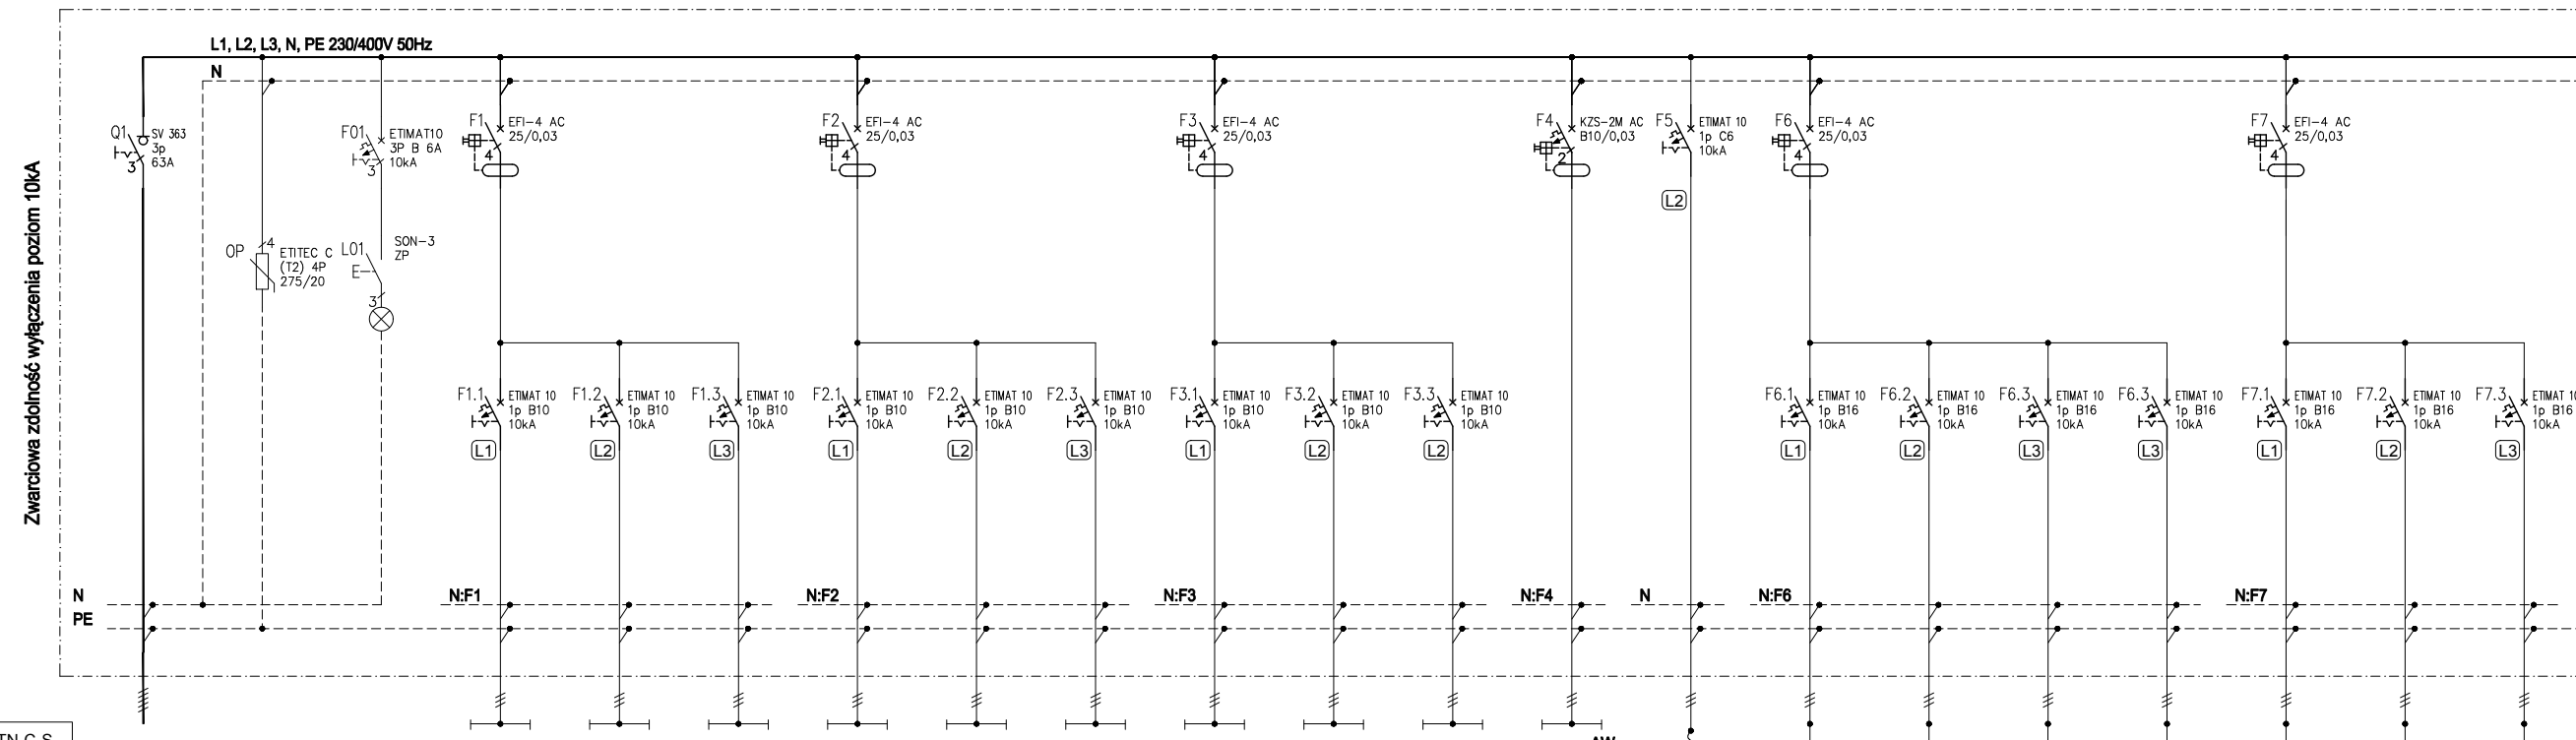 Zwarciowa zdolność wyłączenia poziom 10kA
L1, L2, L3, N, PE 230/400V 50Hz
N
Q1
SV 363
3p
63A
3
F01
ETIMAT10
3P B 6A
10kA
3
F1
EFI-4 AC
25/0,03
4
F2
EFI-4 AC
25/0,03
4
F3
EFI-4 AC
25/0,03
4
F4
KZS-2M AC
B10/0,03
2
F5
ETIMAT 10
1p C6
10kA
L2
F6
EFI-4 AC
25/0,03
4
F7
EFI-4 AC
25/0,03
4
OP
4
ETITEC C
(T2) 4P
275/20
L01
SON-3
ZP
E
3
F1.1
ETIMAT 10
1p B10
10kA
L1
F1.2
ETIMAT 10
1p B10
10kA
L2
F1.3
ETIMAT 10
1p B10
10kA
L3
F2.1
ETIMAT 10
1p B10
10kA
L1
F2.2
ETIMAT 10
1p B10
10kA
L2
F2.3
ETIMAT 10
1p B10
10kA
L3
F3.1
ETIMAT 10
1p B10
10kA
L1
F3.2
ETIMAT 10
1p B10
10kA
L2
F3.3
ETIMAT 10
1p B10
10kA
L2
F6.1
ETIMAT 10
1p B16
10kA
L1
F6.2
ETIMAT 10
1p B16
10kA
L2
F6.3
ETIMAT 10
1p B16
10kA
L3
F6.3
ETIMAT 10
1p B16
10kA
L3
F7.1
ETIMAT 10
1p B16
10kA
L1
F7.2
ETIMAT 10
1p B16
10kA
L2
F7.3
ETIMAT 10
1p B16
10kA
L3
N
N:F1
N:F2
N:F3
N:F4
N
N:F6
N:F7
PE
TN-C-S
AW